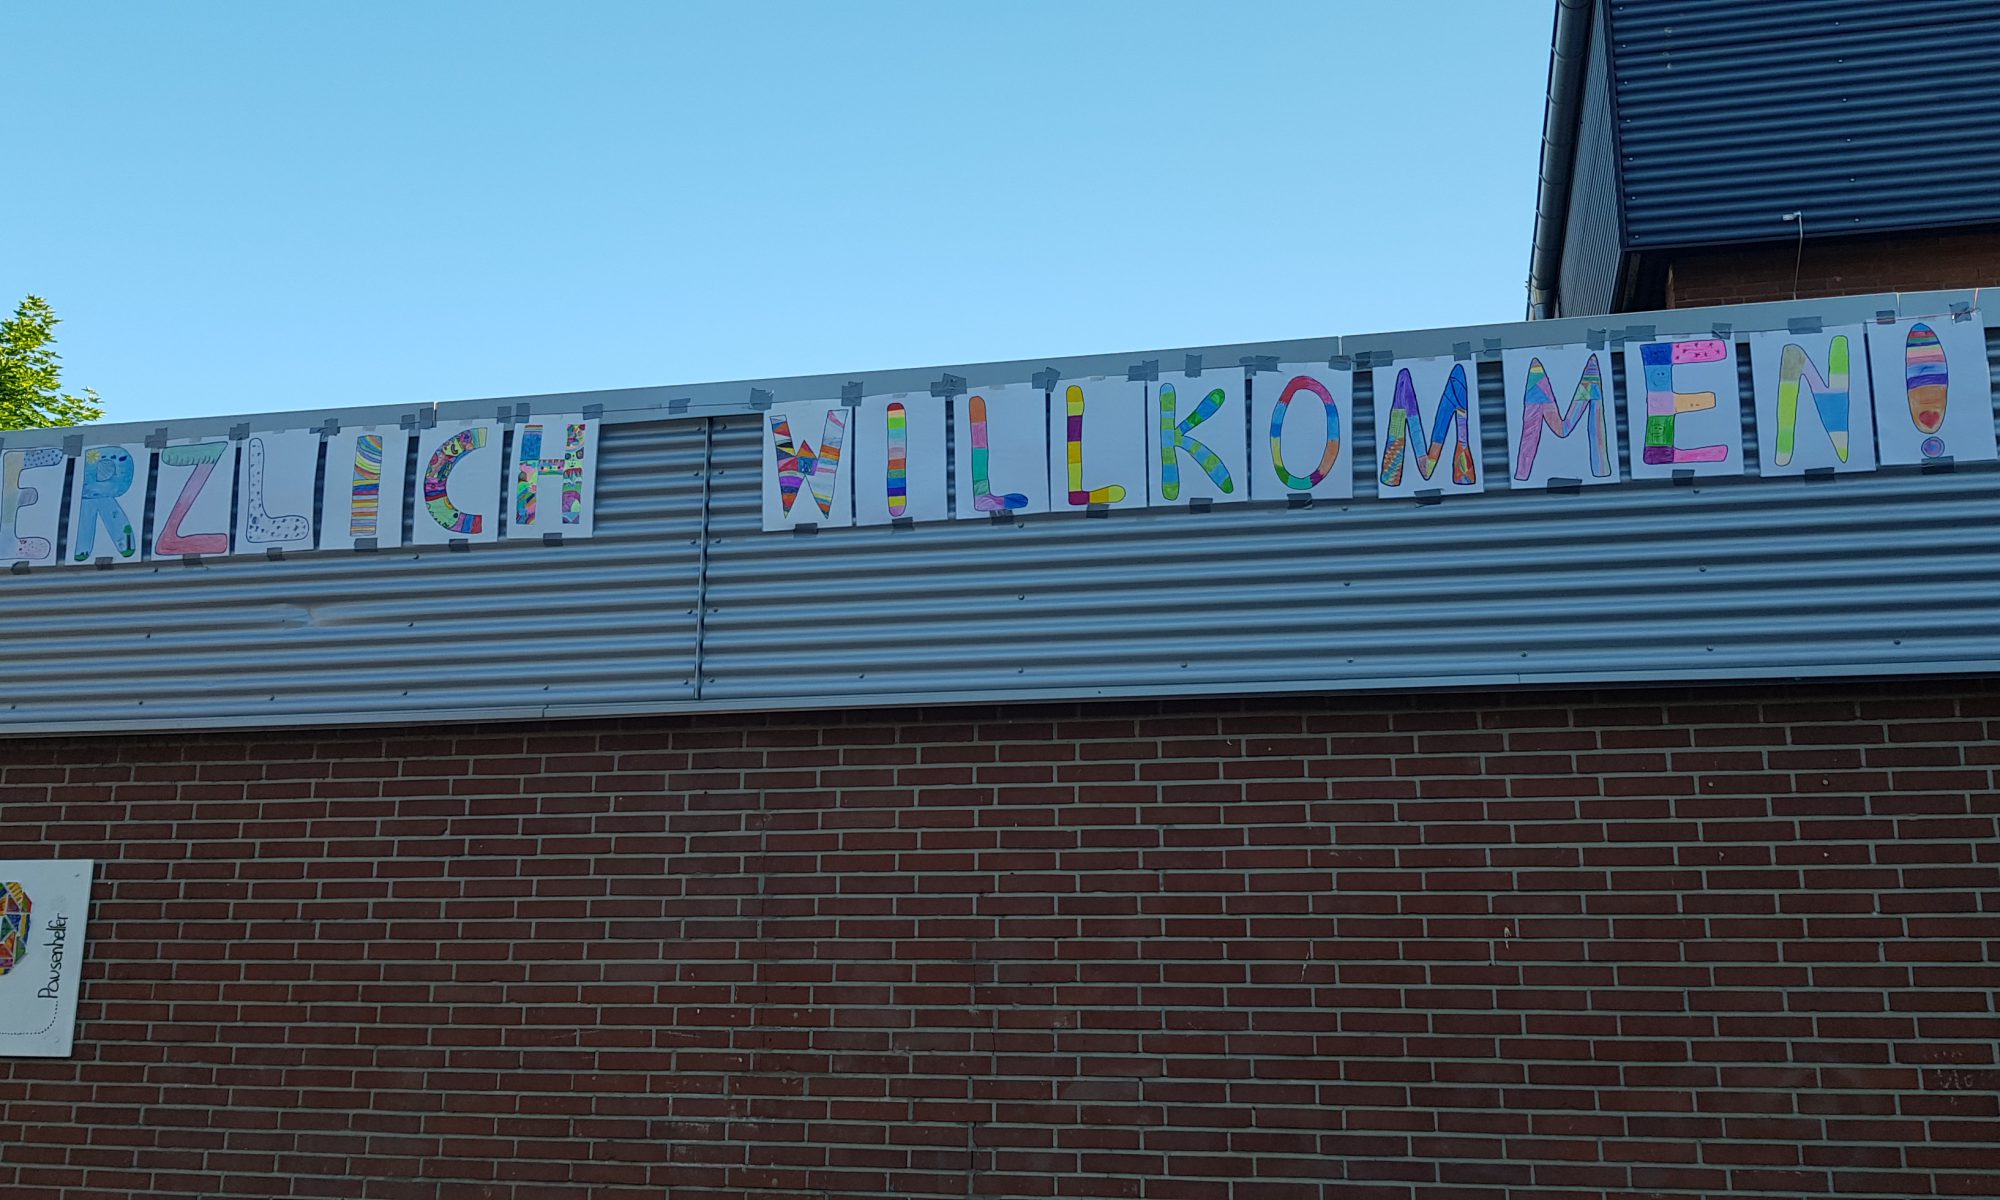 ERZLICH WILLKOMMEN!
...Pausenhelfer